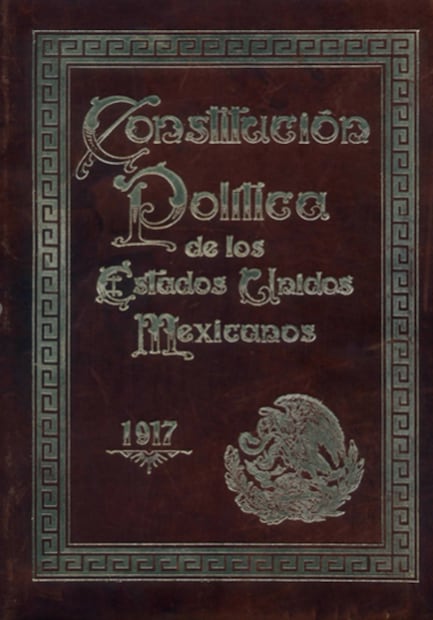 Constitución
Política
de los
Estados Unidos
Mexicanos
1917